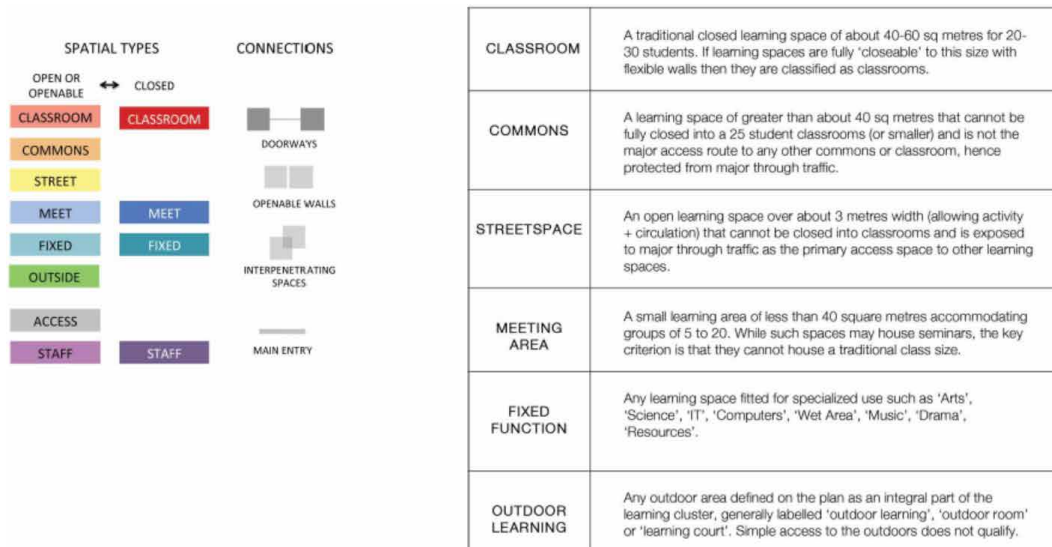 SPATIAL TYPES
CONNECTIONS
OPEN OR
OPENABLE
CLOSED
CLASSROOM
CLASSROOM
COMMONS
STREET
MEET
MEET
FIXED
FIXED
OUTSIDE
ACCESS
STAFF
STAFF
DOORWAYS
OPENABLE WALLS
INTERPENETRATING
SPACES
MAIN ENTRY
CLASSROOM
A traditional closed learning space of about 40-60 sq metres for 20-
30 students. If learning spaces are fully 'closeable' to this size with
flexible walls then they are classified as classrooms.
COMMONS
A learning space of greater than about 40 sq metres that cannot be
fully closed into a 25 student classrooms (or smaller) and is not the
major access route to any other commons or classroom, hence
protected from major through traffic.
STREETSPACE
An open learning space over about 3 metres width (allowing activity
+ circulation) that cannot be closed into classrooms and is exposed
to major through traffic as the primary access space to other learning
spaces.
MEETING
AREA
A small learning area of less than 40 square metres accommodating
groups of 5 to 20. While such spaces may house seminars, the key
criterion is that they cannot house a traditional class size.
FIXED
FUNCTION
Any learning space fitted for specialized use such as 'Arts',
'Science', 'IT', 'Computers', 'Wet Area', 'Music', 'Drama',
'Resources'.
OUTDOOR
LEARNING
Any outdoor area defined on the plan as an integral part of the
learning cluster, generally labelled 'outdoor learning', 'outdoor room'
or 'learning court'. Simple access to the outdoors does not qualify.